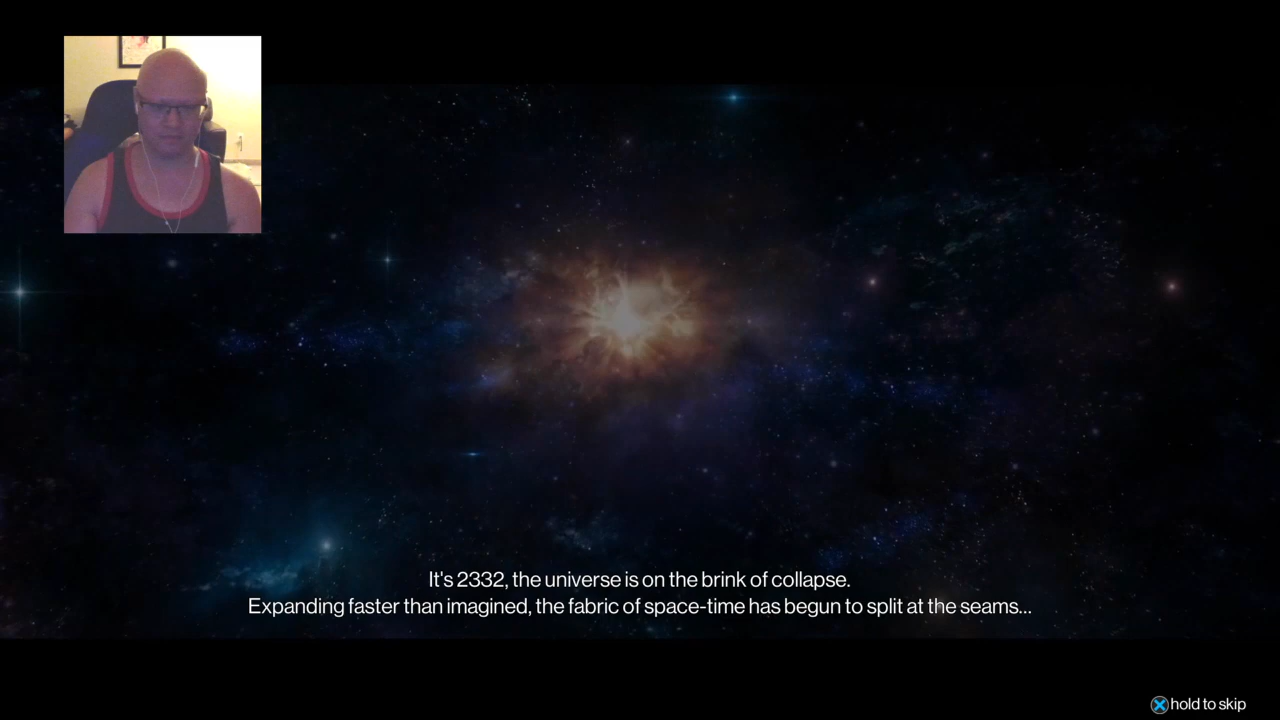 It's 2332, the universe is on the brink of collapse.
Expanding faster than imagined, the fabric of space-time has begun to split at the seams...
hold to skip